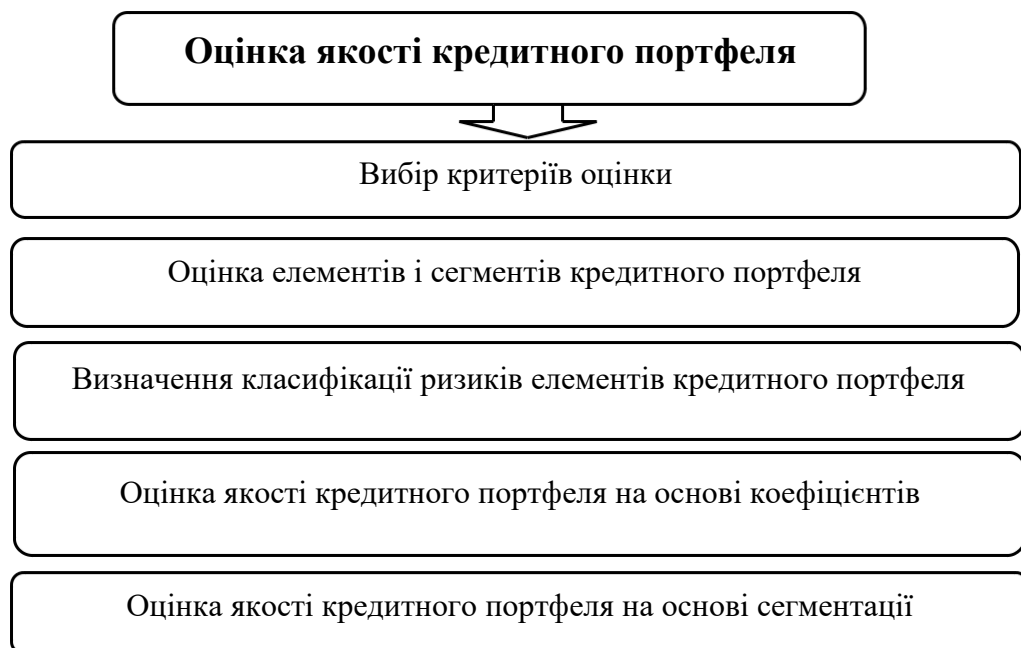 Оцінка якості кредитного портфеля
Вибір критеріїв оцінки
Оцінка елементів і сегментів кредитного портфеля
Визначення класифікації ризиків елементів кредитного портфеля
Оцінка якості кредитного портфеля на основі коефіцієнтів
Оцінка якості кредитного портфеля на основі сегментації